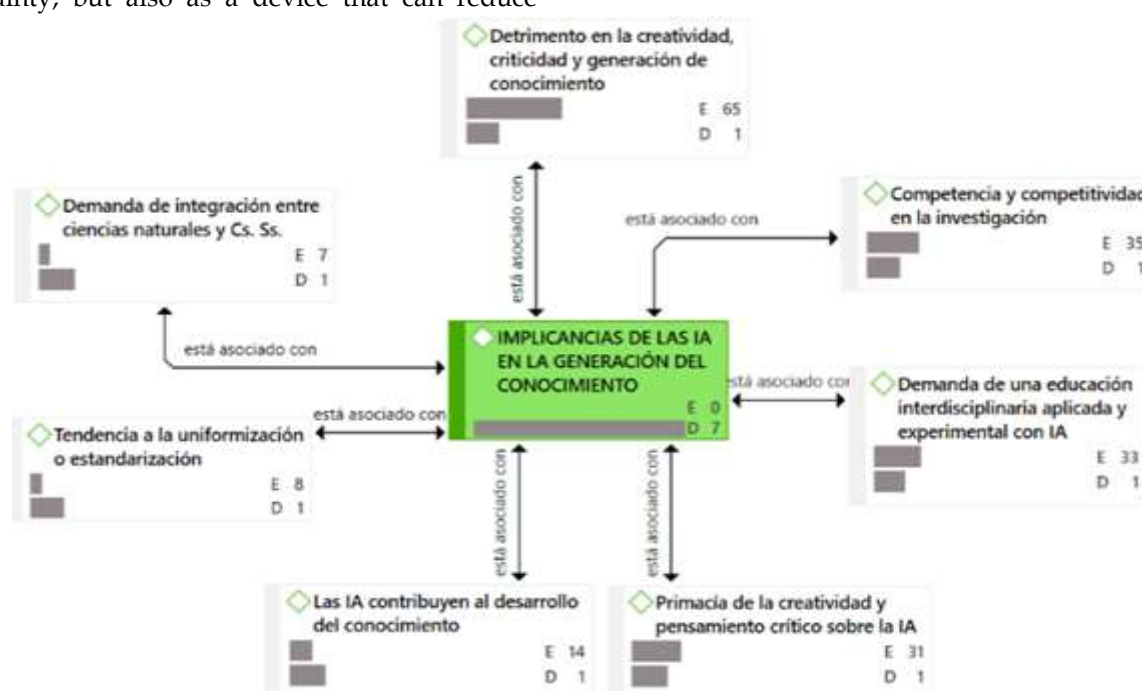 ainty, but also as a device that can reduce
Detrimento en la creatividad,
criticidad y generación de
conocimiento
E 65
D 1
Demanda de integración entre
ciencias naturales y Cs. Ss.
E 7
D 1
está asociado con
está asociado con
Competencia y competitividad
en la investigación
E 35
D 1
está asociado con
IMPLICANCIAS DE LAS IA
EN LA GENERACIÓN DEL
CONOCIMIENTO
E 0
D 7
está asociado con
Demanda de una educación
interdisciplinaria aplicada y
experimental con IA
E 33
D 1
está asociado con
Tendencia a la uniformización
o estandarización
E 8
D 1
está asociado con
está asociado con
Las IA contribuyen al desarrollo
del conocimiento
E 14
D 1
Primacía de la creatividad y
pensamiento crítico sobre la IA
E 31
D 1